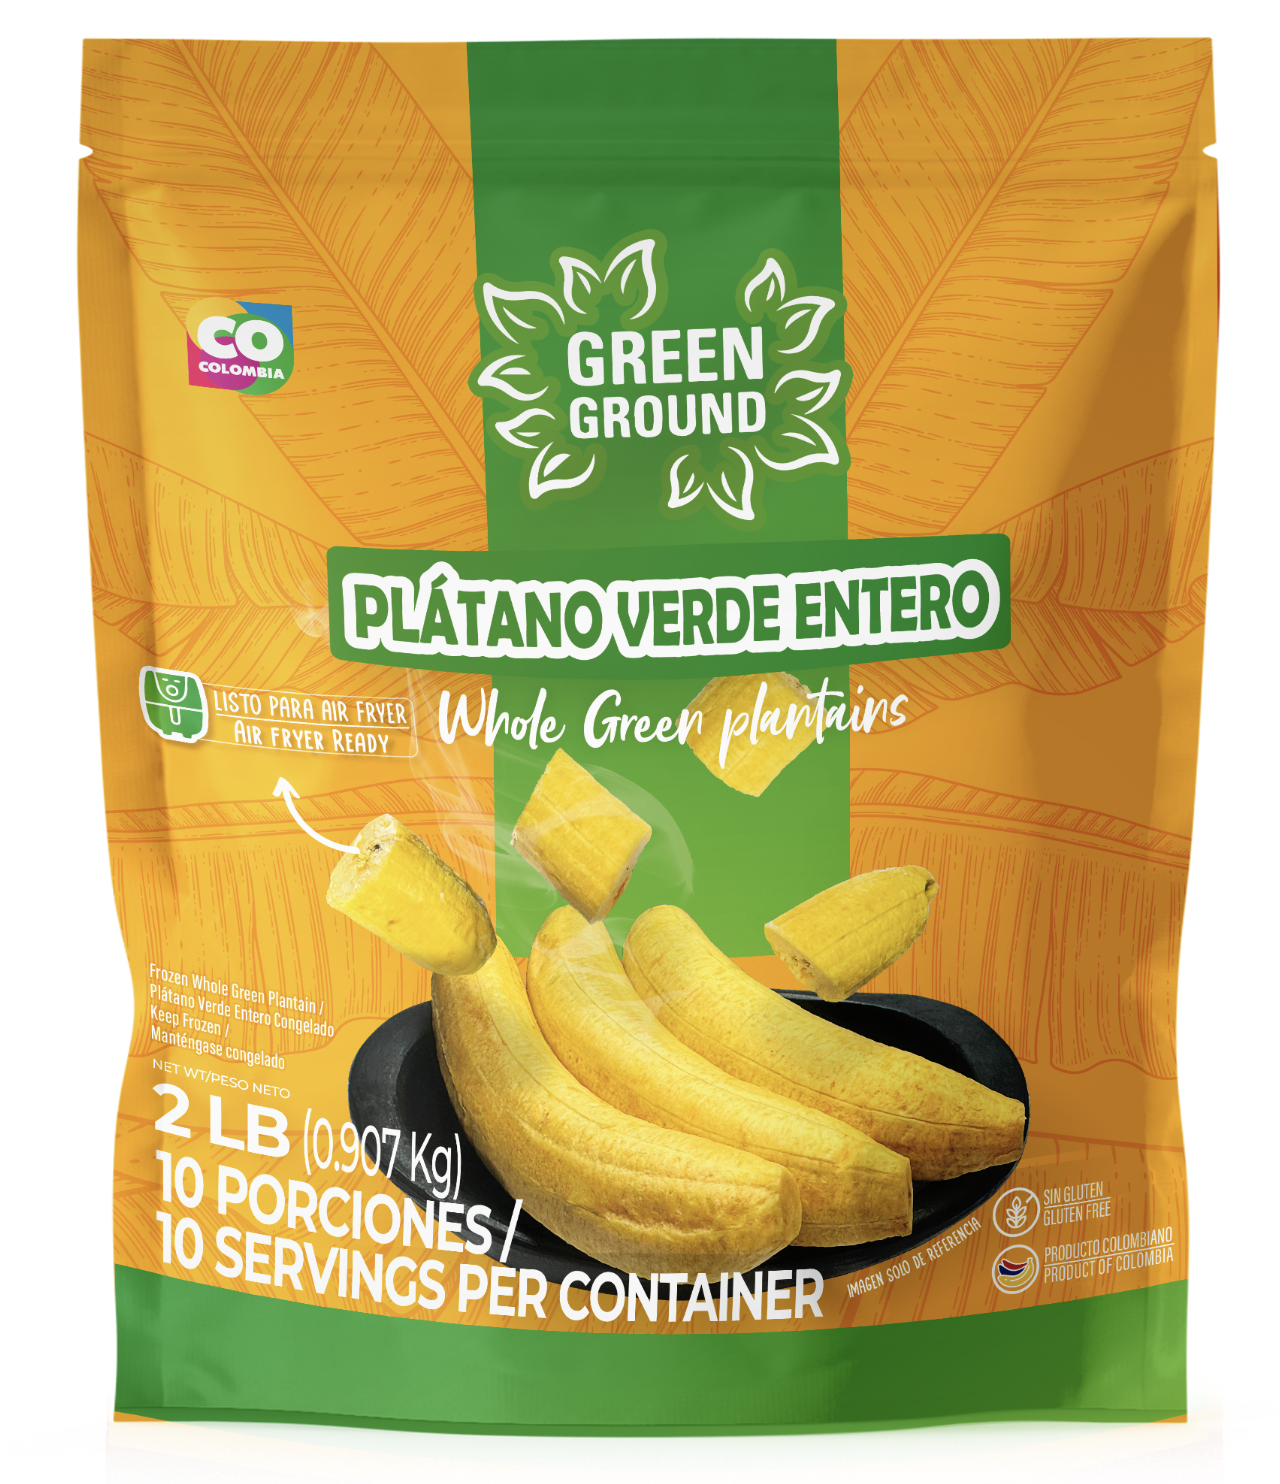 CO
COLOMBIA
GREEN
GROUND
PLÁTANO VERDE ENTERO
Whole Green plantains
LISTO PARA AIR FRYER
AIR FRYER READY
Frozen Whole Green Plantain /
Plátano Verde Entero Congelado
Keep Frozen /
Manténgase congelado
NET WT/PESO NETO
2 LB (0.907 Kg)
10 PORCIONES /
10 SERVINGS PER CONTAINER
IMAGEN SOLO DE REFERENCIA
SIN GLUTEN
GLUTEN FREE
PRODUCTO COLOMBIANO
PRODUCT OF COLOMBIA